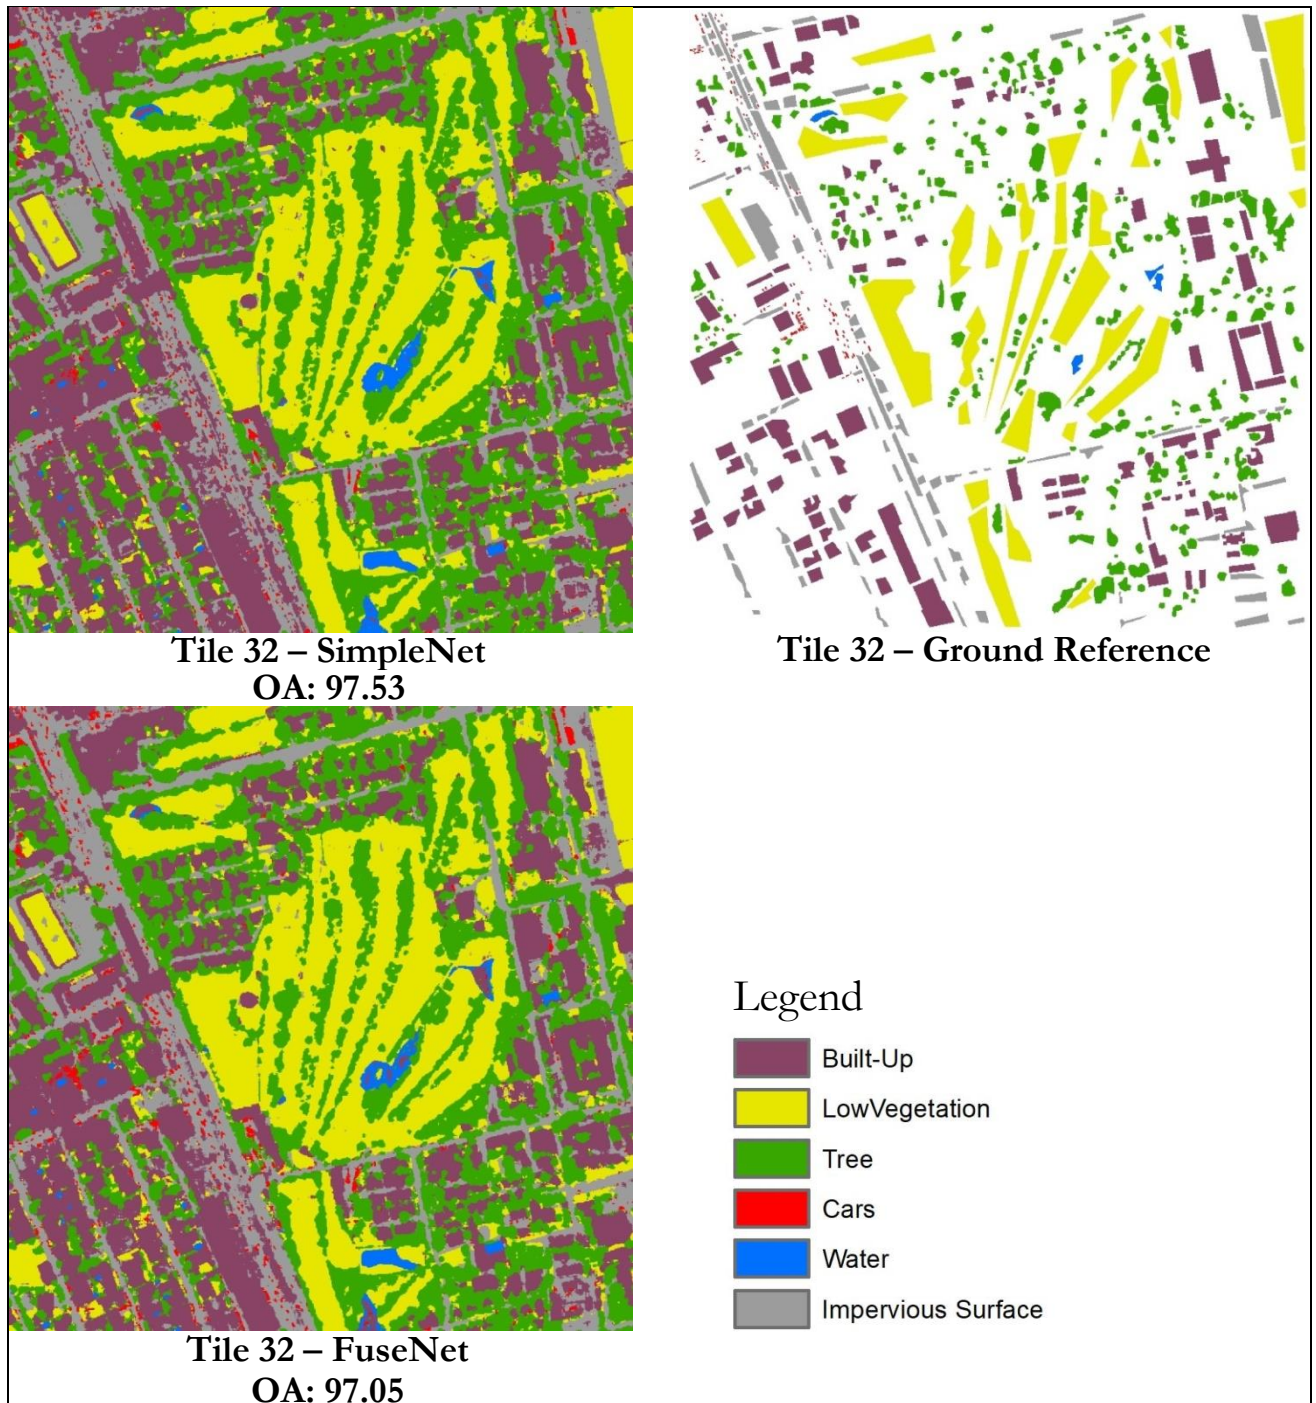 Tile 32 – SimpleNet
OA: 97.53
Tile 32 – Ground Reference
Tile 32 – FuseNet
OA: 97.05
Legend
Built-Up
LowVegetation
Tree
Cars
Water
Impervious Surface